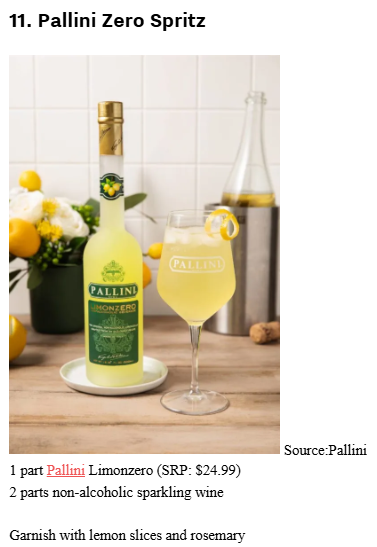 11. Pallini Zero Spritz
PALLINI
PALLINI
LIMONZERO
Source:Pallini
1 part Pallini Limonzero (SRP: $24.99)
2 parts non-alcoholic sparkling wine
Garnish with lemon slices and rosemary